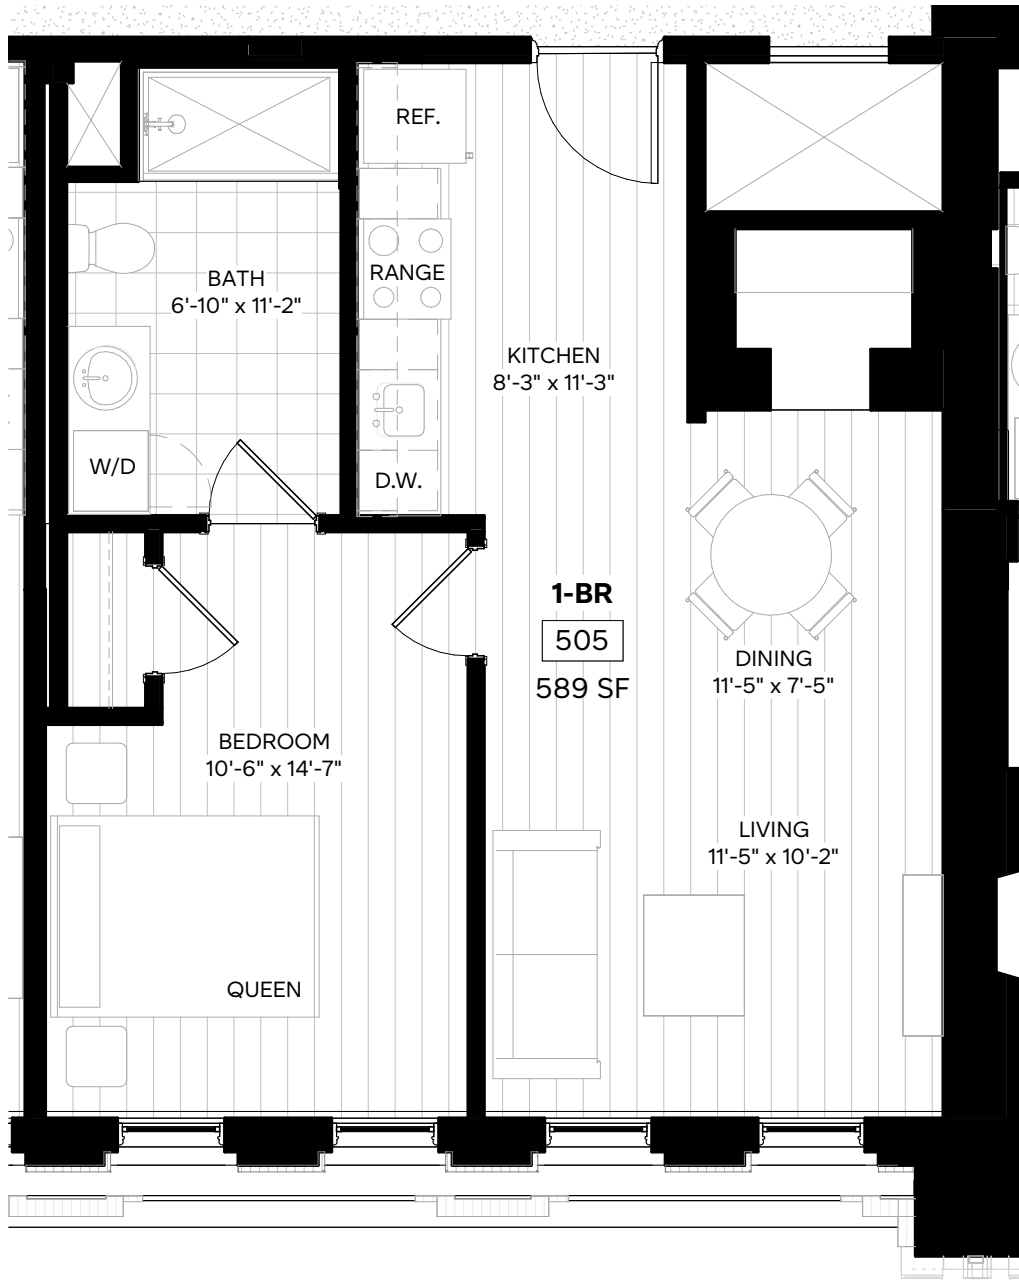 REF.
BATH
6'-10" x 11'-2"
RANGE
KITCHEN
8'-3" x 11'-3"
W/D
D.W.
1-BR
505
589 SF
DINING
11'-5" x 7'-5"
BEDROOM
10'-6" x 14'-7"
LIVING
11'-5" x 10'-2"
QUEEN